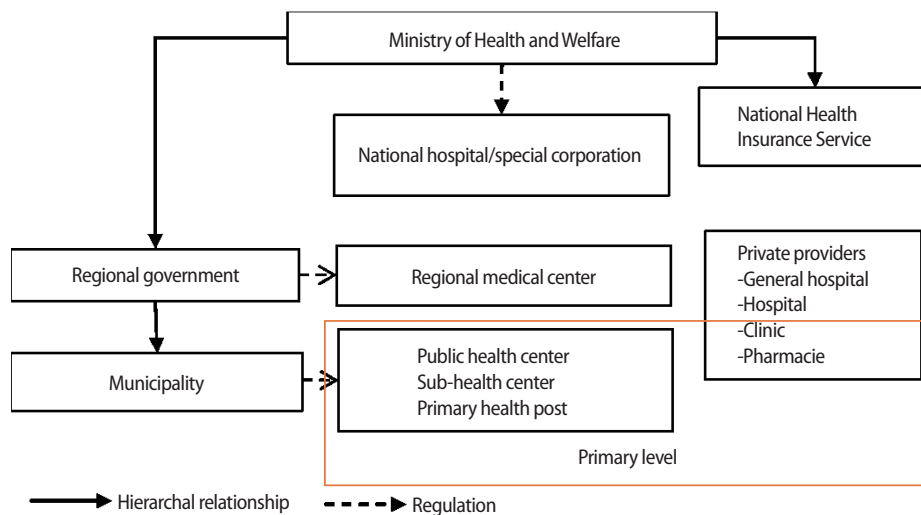 Ministry of Health and Welfare
National hospital/special corporation
National Health
Insurance Service
Regional government
Regional medical center
Private providers
-General hospital
-Hospital
-Clinic
-Pharmacie
Municipality
Public health center
Sub-health center
Primary health post
Primary level
Hierarchal relationship
Regulation